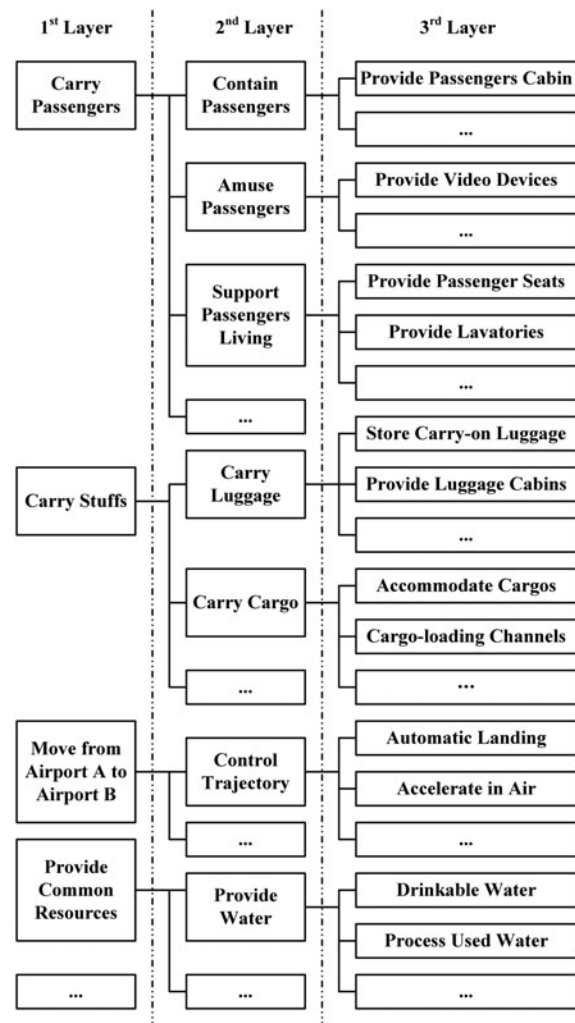 1st Layer
2nd Layer
3rd Layer
Carry
Passengers
Contain
Passengers
Provide Passengers Cabin
...
Amuse
Passengers
Provide Video Devices
...
Support
Passengers
Living
Provide Passenger Seats
Provide Lavatories
...
...
Carry Stuffs
Carry
Luggage
Store Carry-on Luggage
Provide Luggage Cabins
...
Carry Cargo
Accommodate Cargos
Cargo-loading Channels
...
...
Move from
Airport A to
Airport B
Control
Trajectory
Automatic Landing
Accelerate in Air
...
...
Provide
Common
Resources
Provide
Water
Drinkable Water
Process Used Water
...
...
...